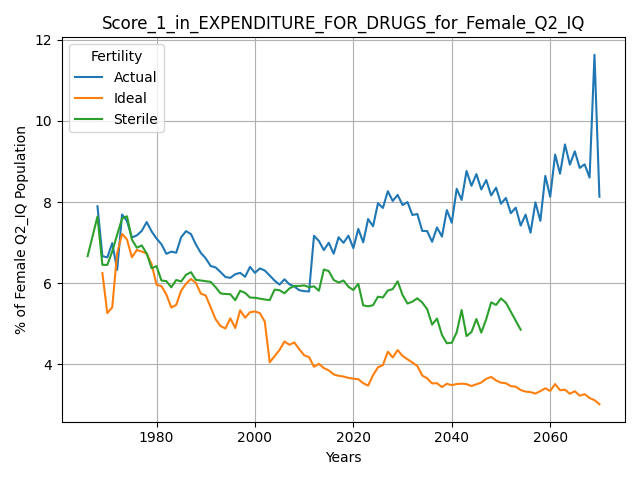 Score_1_in_EXPENDITURE_FOR_DRUGS_for_Female_Q2_IQ
12
10
8
6
4
% of Female Q2_IQ Population
Fertility
Actual
Ideal
Sterile
1980
2000
2020
2040
2060
Years